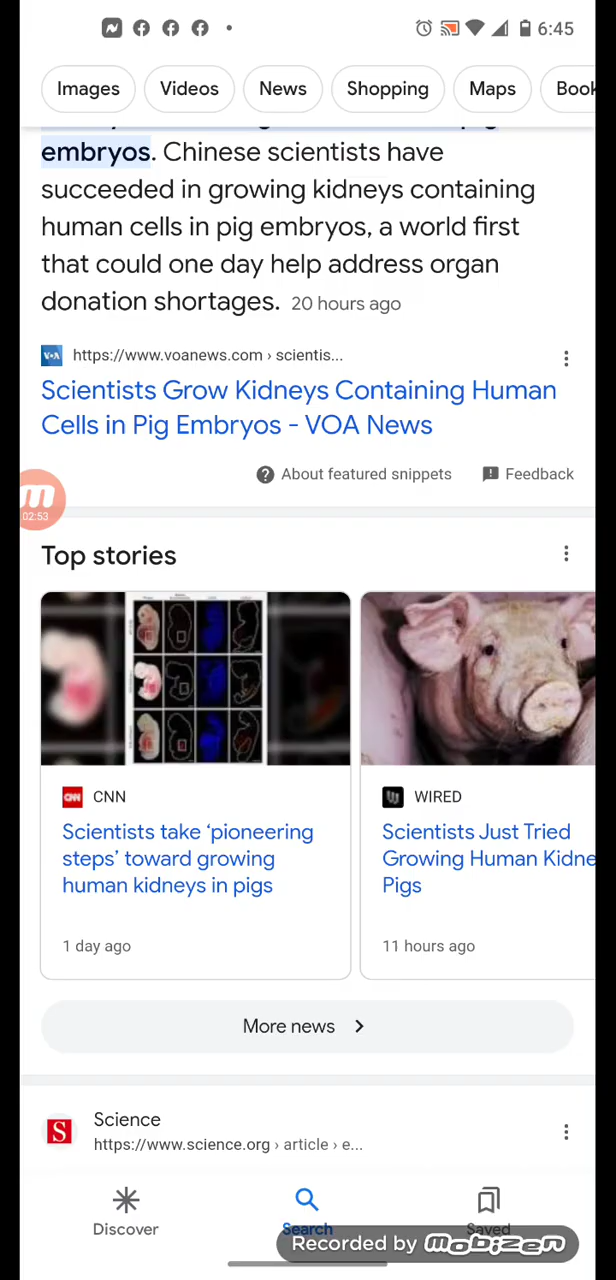 6:45
Images Videos News Shopping Maps Book
embryos. Chinese scientists have
succeeded in growing kidneys containing
human cells in pig embryos, a world first
that could one day help address organ
donation shortages. 20 hours ago
VOA https://www.voanews.com › scientis...
Scientists Grow Kidneys Containing Human
Cells in Pig Embryos - VOA News
About featured snippets Feedback
02:53
Top stories
CNN
Scientists take ‘pioneering
steps’ toward growing
human kidneys in pigs
1 day ago
WIRED
Scientists Just Tried
Growing Human Kidne
Pigs
11 hours ago
More news
Science
https://www.science.org › article › e...
Discover Search Saved
Recorded by mobizen